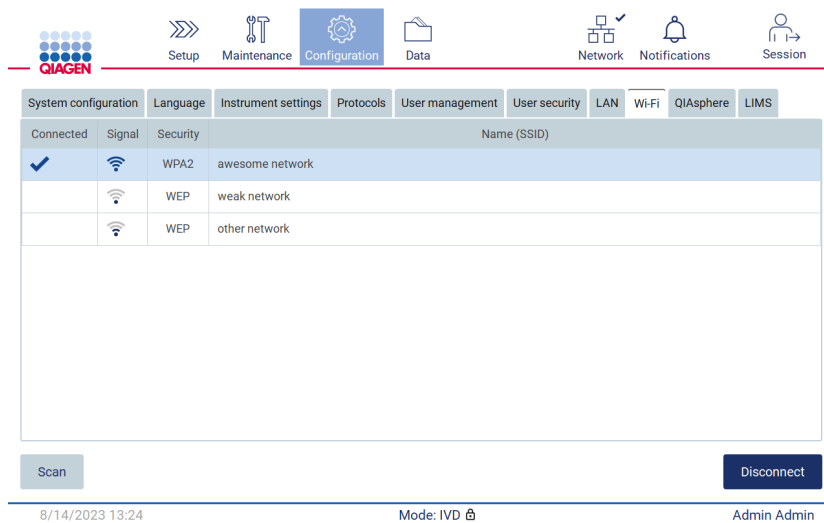 QIAGEN
Setup Maintenance Configuration Data Network Notifications Session
System configuration Language Instrument settings Protocols User management User security LAN Wi-Fi QIAsphere LIMS
Connected Signal Security Name (SSID)
WPA2 awesome network
WEP weak network
WEP other network
Scan Disconnect
8/14/2023 13:24 Mode: IVD Admin Admin